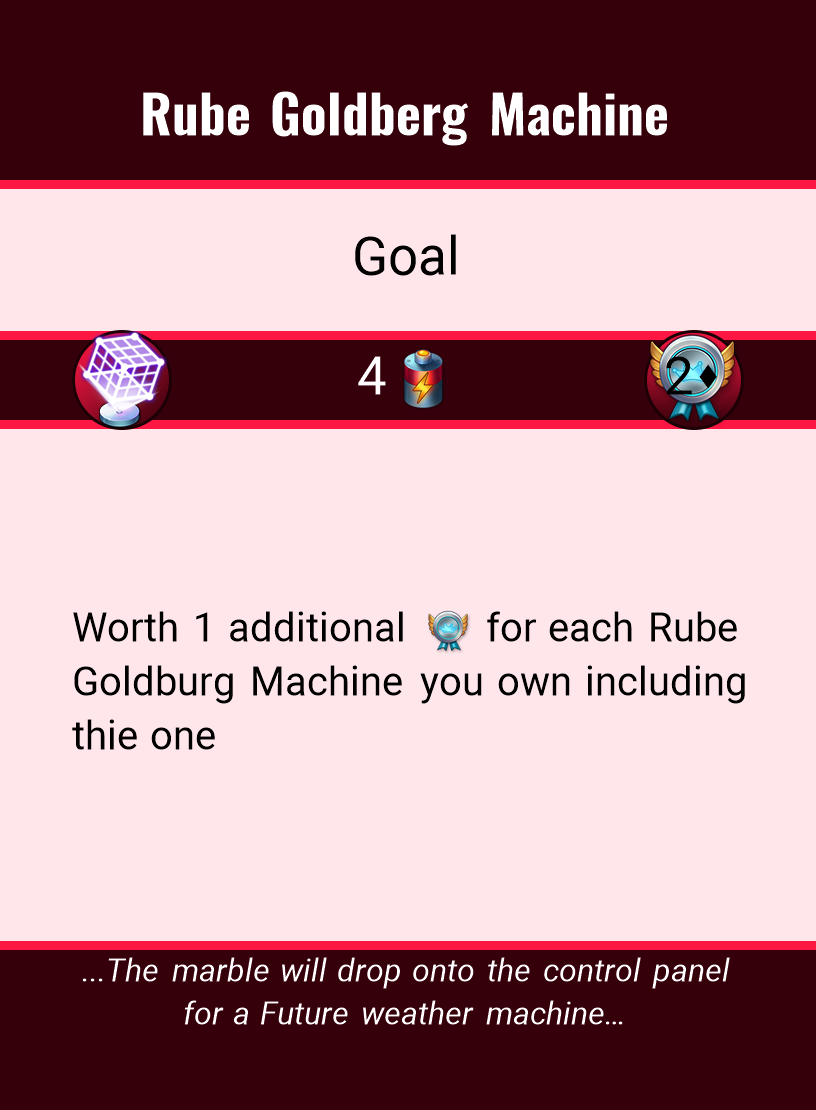 Rube Goldberg Machine
Goal
4
2♦
Worth 1 additional for each Rube
Goldburg Machine you own including
thie one
...The marble will drop onto the control panel
for a Future weather machine...